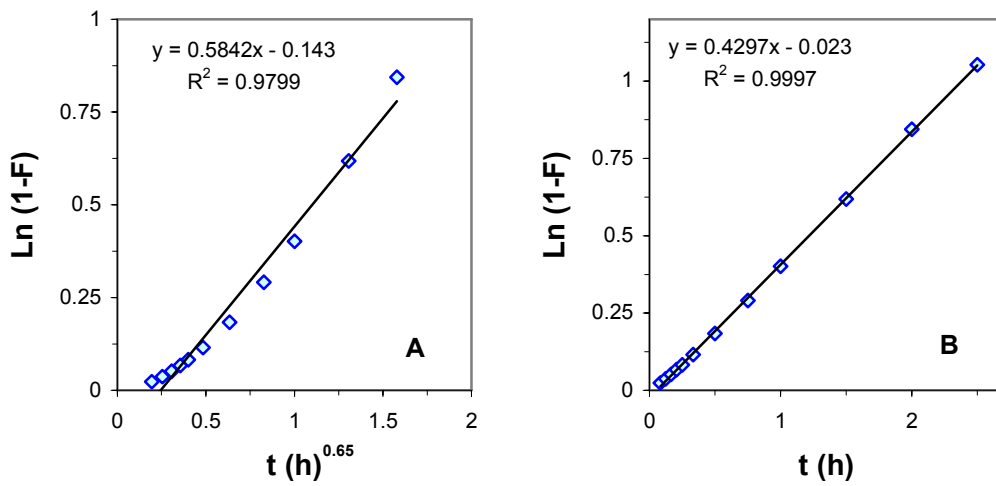 y = 0.5842x - 0.143
R² = 0.9799
1
0.75
0.5
0.25
0
Ln (1-F)
A
0
0.5
1
1.5
2
t (h)^0.65
y = 0.4297x - 0.023
R² = 0.9997
1
0.75
0.5
0.25
0
Ln (1-F)
B
0
1
2
t (h)